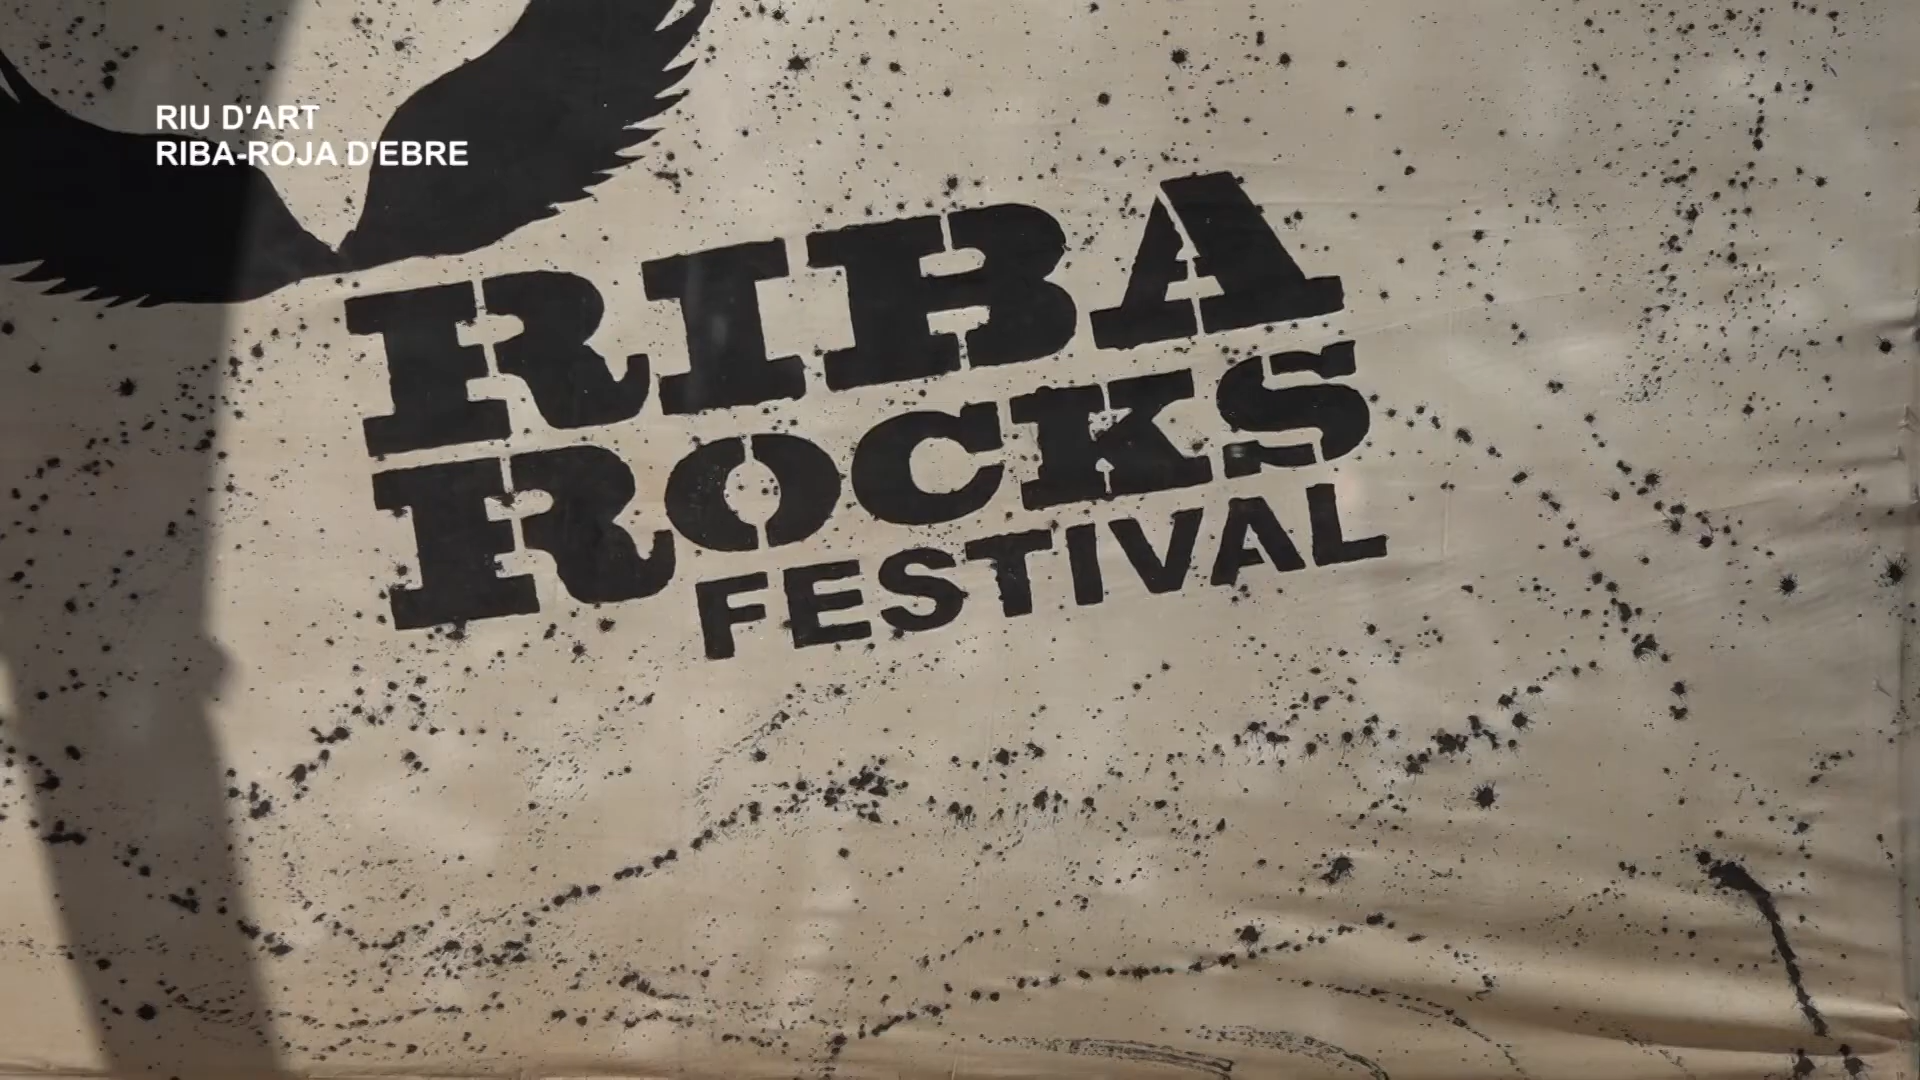 RIU D'ART
RIBA-ROJA D'EBRE
RIBA
ROCKS
FESTIVAL